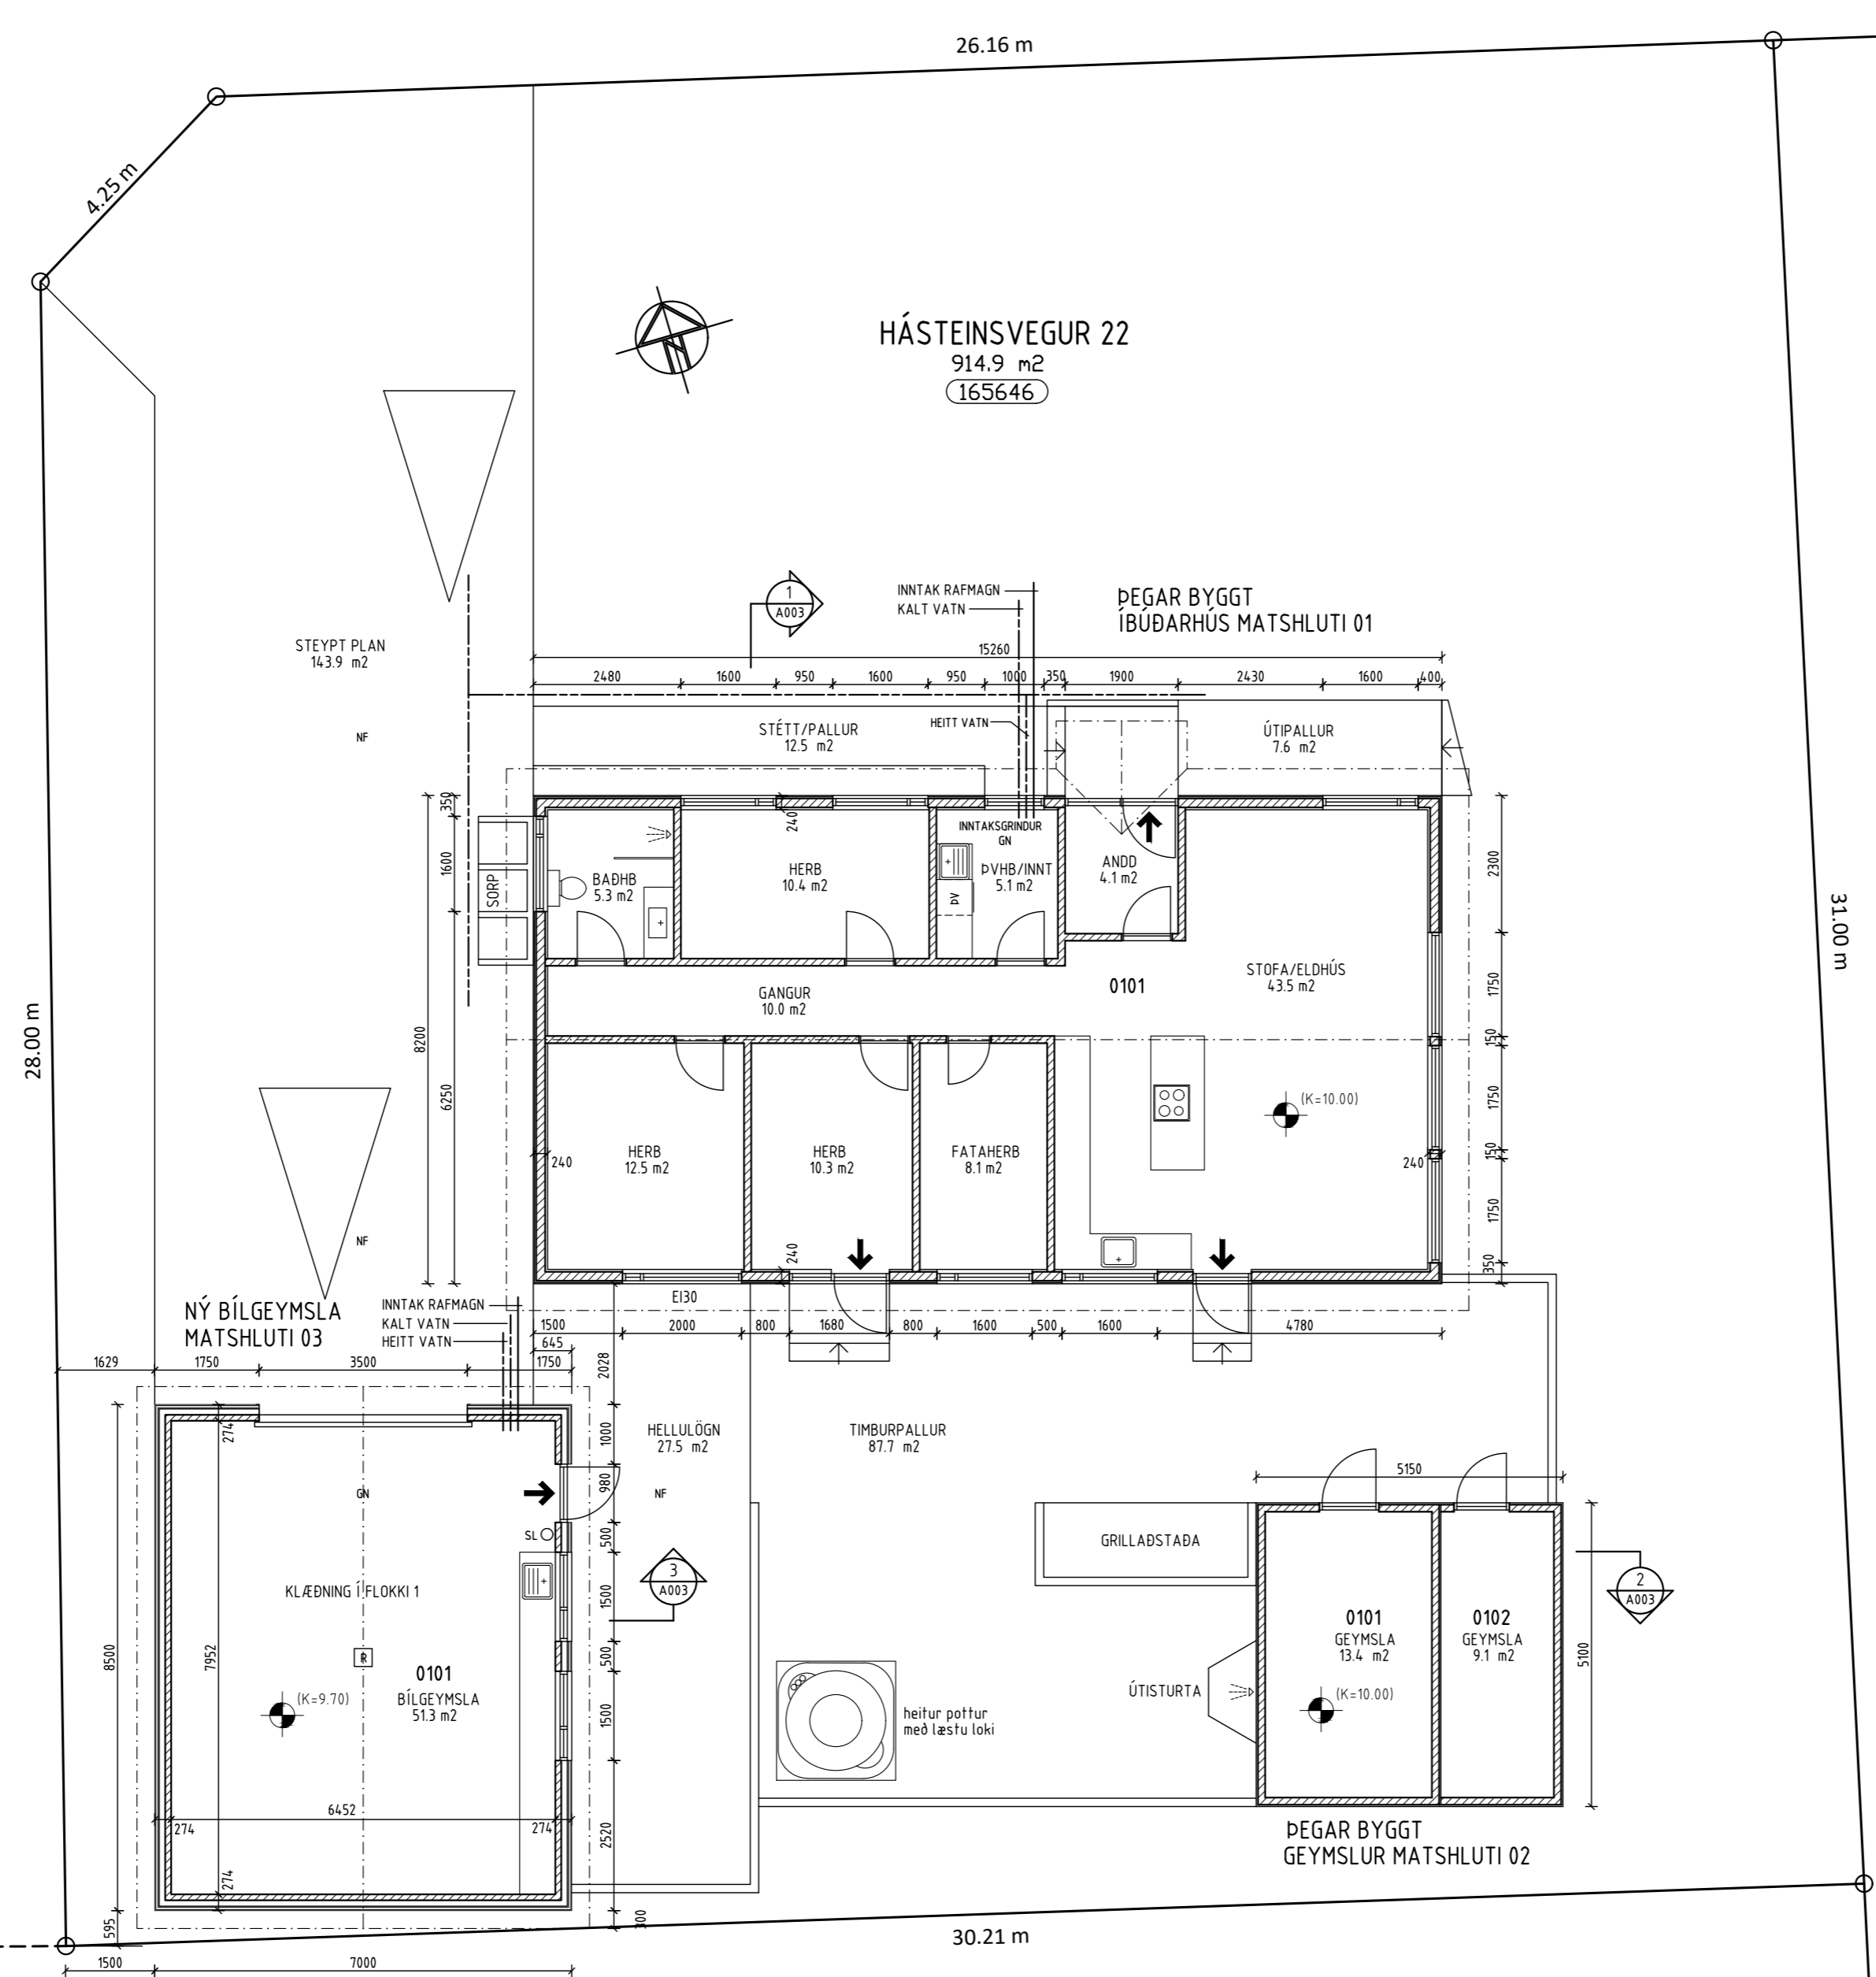 26.16 m
4.25 m
HÁSTEINSVEGUR 22
914.9 m2
165646
1
A003
INNTAK RAFMAGN
KALT VATN
ÞEGAR BYGGT
ÍBÚÐARHÚS MATSHLUTI 01
STEYPT PLAN
143.9 m2
15260
2480
1600
950
1600
950
1000
350
1900
2430
1600
400
NF
STÉTT/PALLUR
12.5 m2
HEITT VATN
ÚTIPALLUR
7.6 m2
350
1600
8200
6250
SORP
240
BAÐHB
5.3 m2
HERB
10.4 m2
INNTAKSGRINDUR
GN
ÞVHB/INNT
5.1 m2
ÞV
ANDD
4.1 m2
2300
1750
150
1750
150
1750
350
31.00 m
28.00 m
GANGUR
10.0 m2
0101
STOFA/ELDHÚS
43.5 m2
(K=10.00)
HERB
12.5 m2
HERB
10.3 m2
FATAHERB
8.1 m2
240
240
240
NF
NÝ BÍLGEYMSLA
MATSHLUTI 03
INNTAK RAFMAGN
KALT VATN
HEITT VATN
EI30
1500
2000
800
1680
800
1600
500
1600
4780
645
1629
1750
3500
1750
2028
1000
980
500
1500
500
1500
2520
300
274
HELLULÖGN
27.5 m2
NF
TIMBURPALLUR
87.7 m2
5150
GN
SL
GRILLAÐSTAÐA
3
A003
2
A003
KLÆÐNING Í FLOKKI 1
R
8500
7952
0101
BÍLGEYMSLA
51.3 m2
(K=9.70)
0101
GEYMSLA
13.4 m2
0102
GEYMSLA
9.1 m2
5100
ÚTISTURTA
(K=10.00)
heitur pottur
með læstu loki
6452
274
274
274
ÞEGAR BYGGT
GEYMSLUR MATSHLUTI 02
595
30.21 m
1500
7000